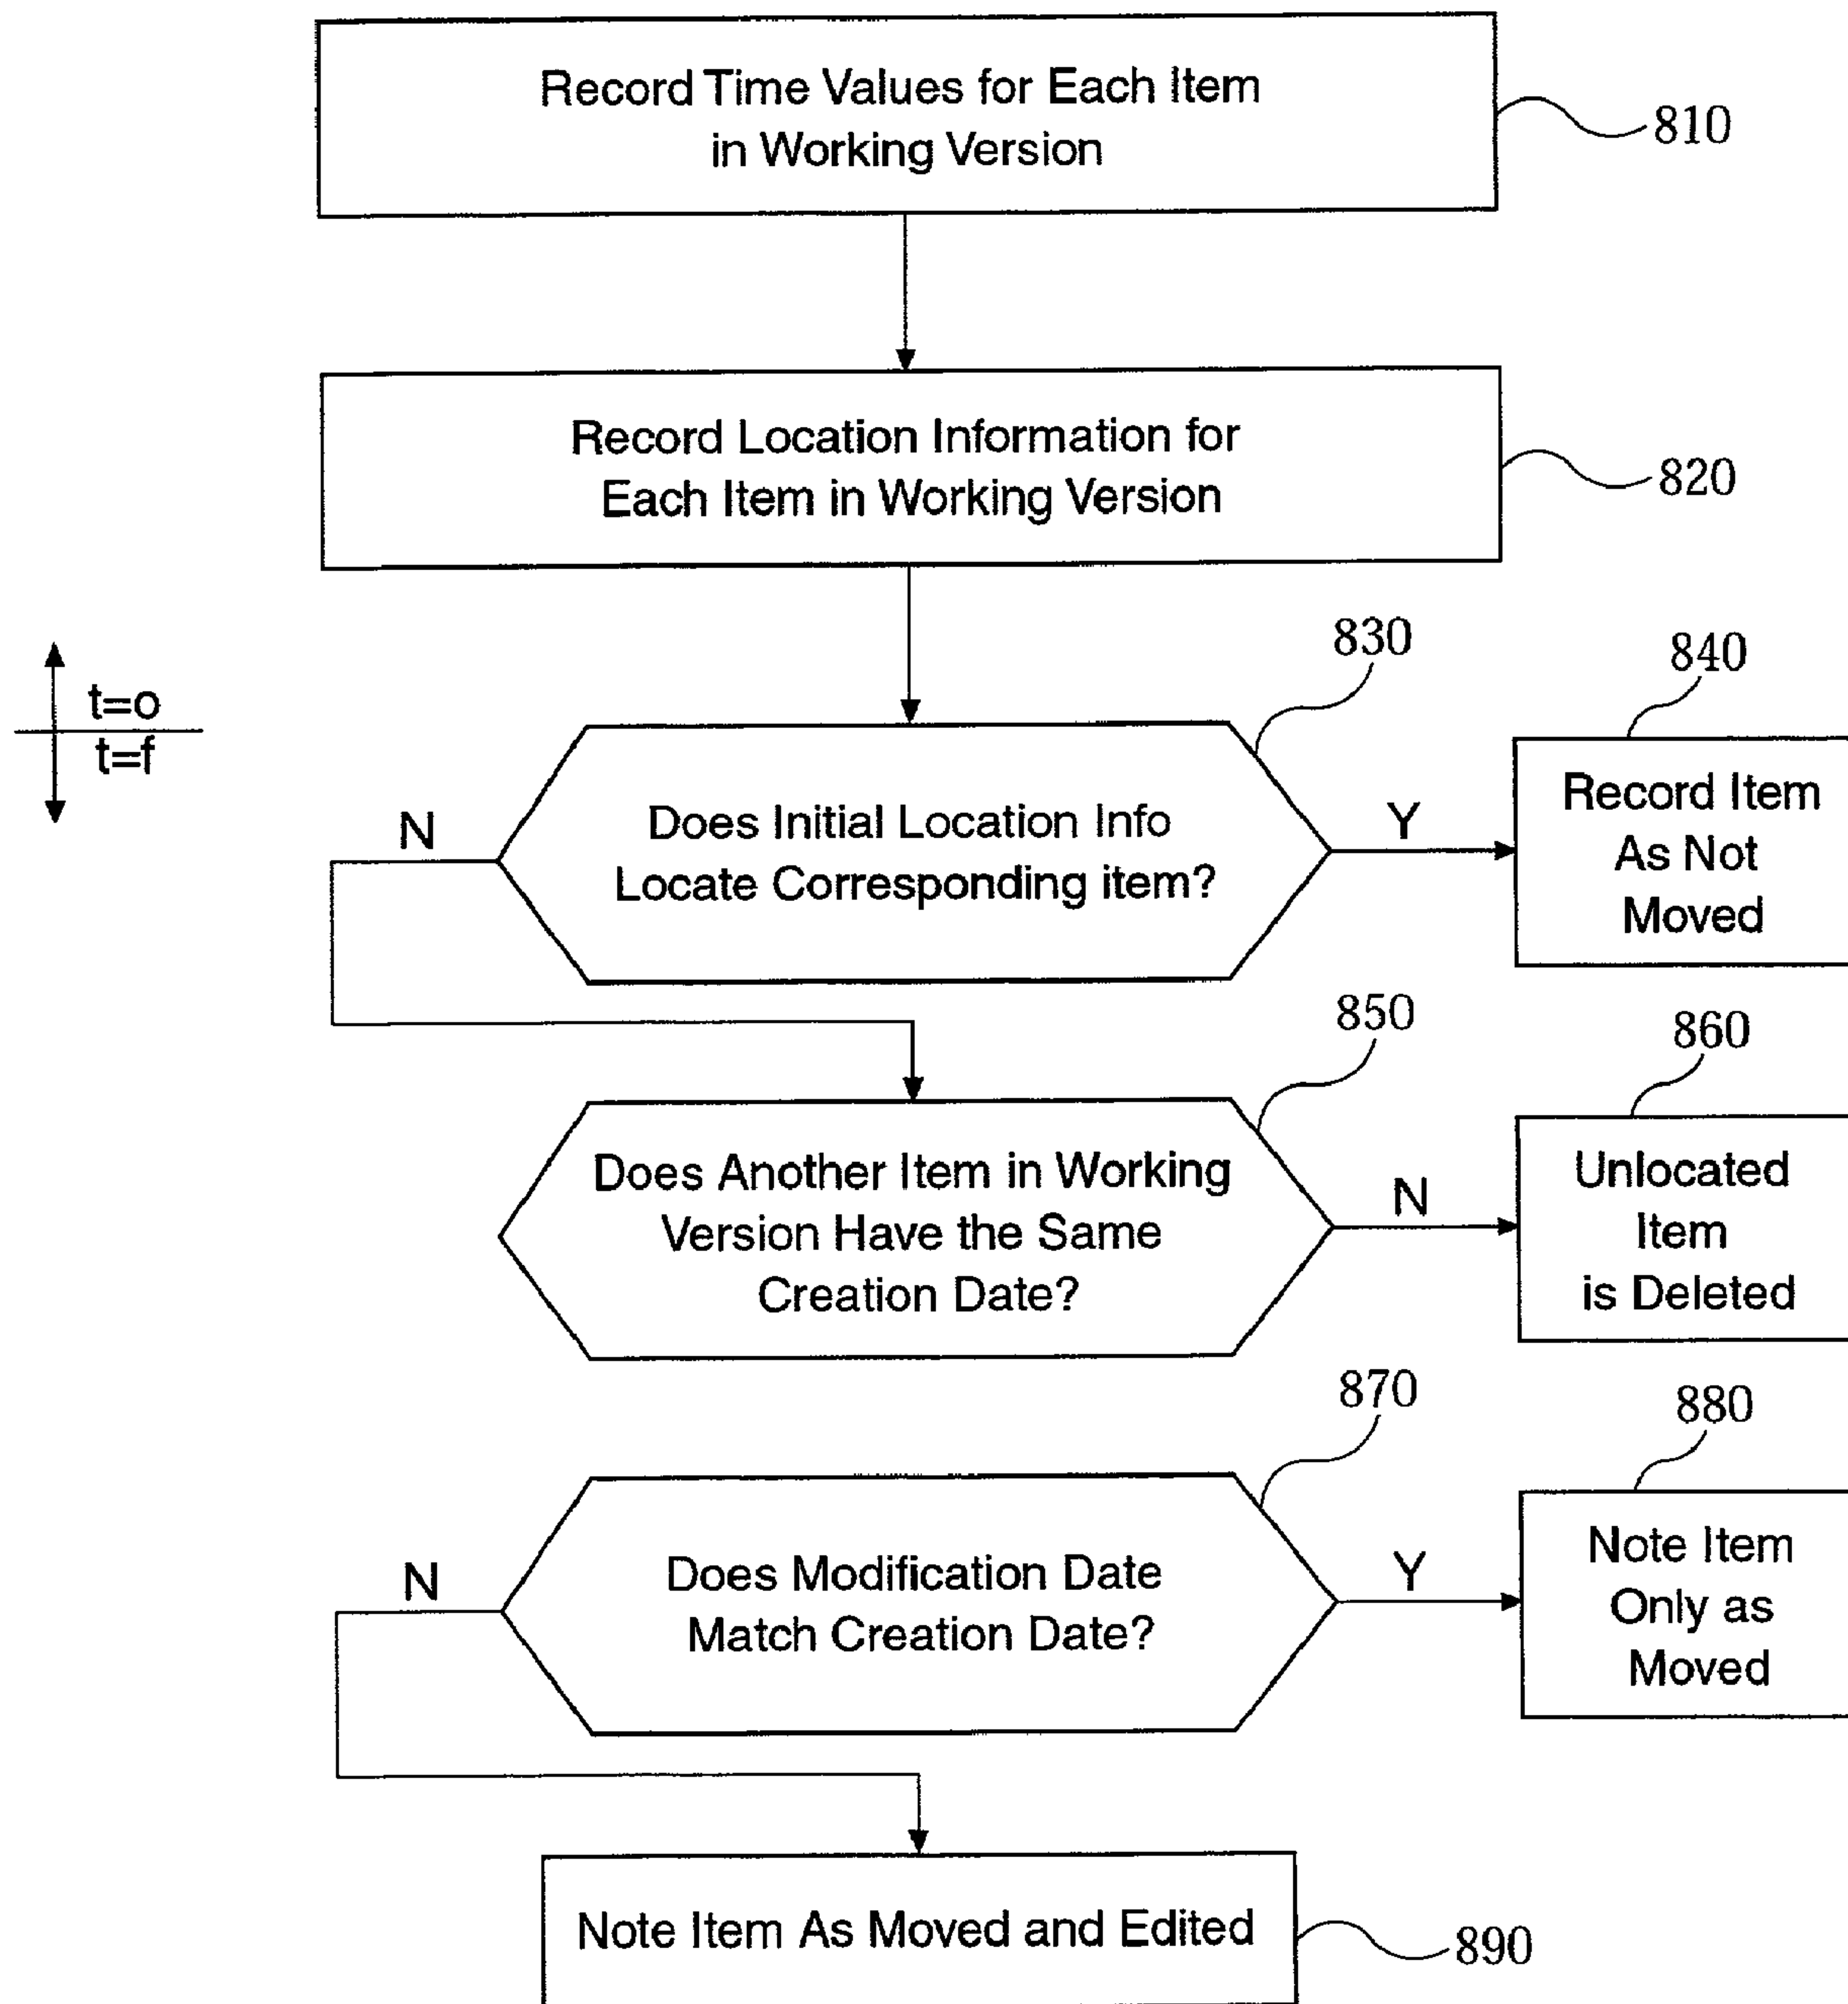 Record Time Values for Each Item
in Working Version
810
Record Location Information for
Each Item in Working Version
820
t=o
t=f
830
Does Initial Location Info
Locate Corresponding item?
N
Y
840
Record Item
As Not
Moved
850
Does Another Item in Working
Version Have the Same
Creation Date?
N
860
Unlocated
Item
is Deleted
870
Does Modification Date
Match Creation Date?
N
Y
880
Note Item
Only as
Moved
Note Item As Moved and Edited
890